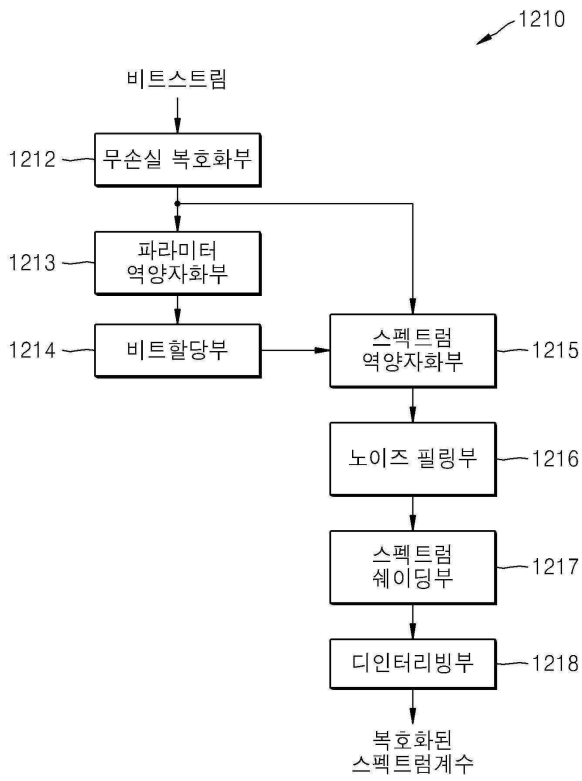 1210
비트스트림
1212
무손실 복호화부
1213
파라미터
역양자화부
1214
비트할당부
스펙트럼
역양자화부
1215
노이즈 필링부
1216
스펙트럼
쉐이딩부
1217
디인터리빙부
1218
복호화된
스펙트럼계수